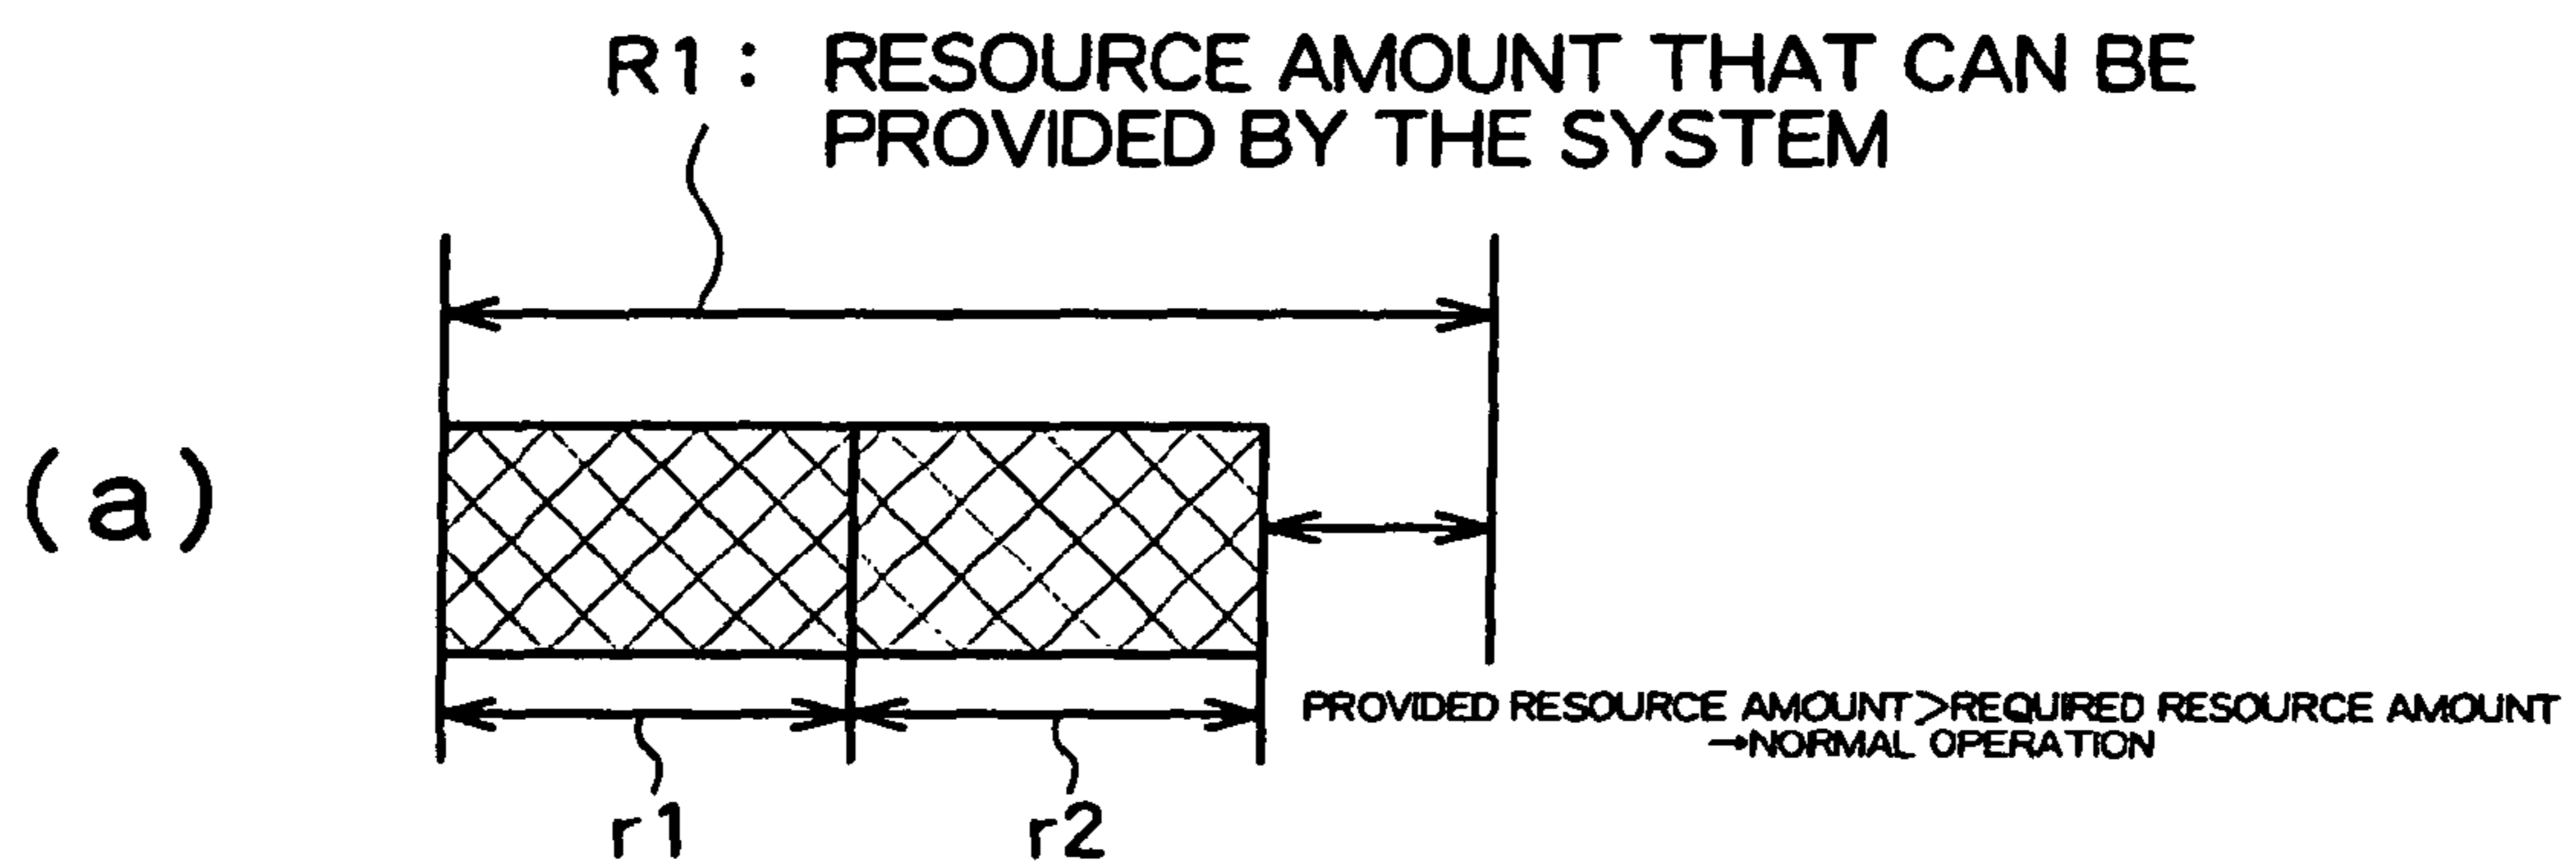 R1 : RESOURCE AMOUNT THAT CAN BE
PROVIDED BY THE SYSTEM
(a)
PROVIDED RESOURCE AMOUNT>REQUIRED RESOURCE AMOUNT
→NORMAL OPERATION
r1 r2